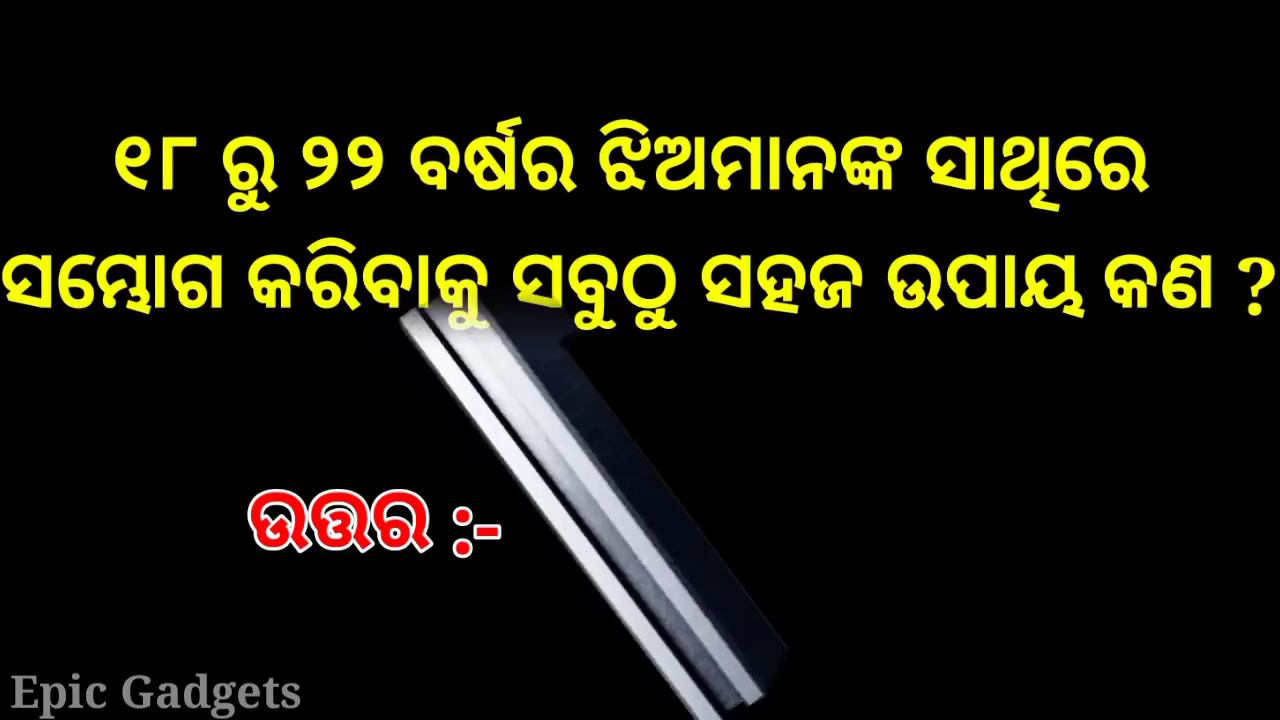 ୧୮ ରୁ ୨୨ ବର୍ଷର ଝିଅମାନଙ୍କ ସାଥିରେ
ସମ୍ଭୋଗ କରିବାକୁ ସବୁଠୁ ସହଜ ଉପାୟ କଣ ?
ଉତ୍ତର :-
Epic Gadgets